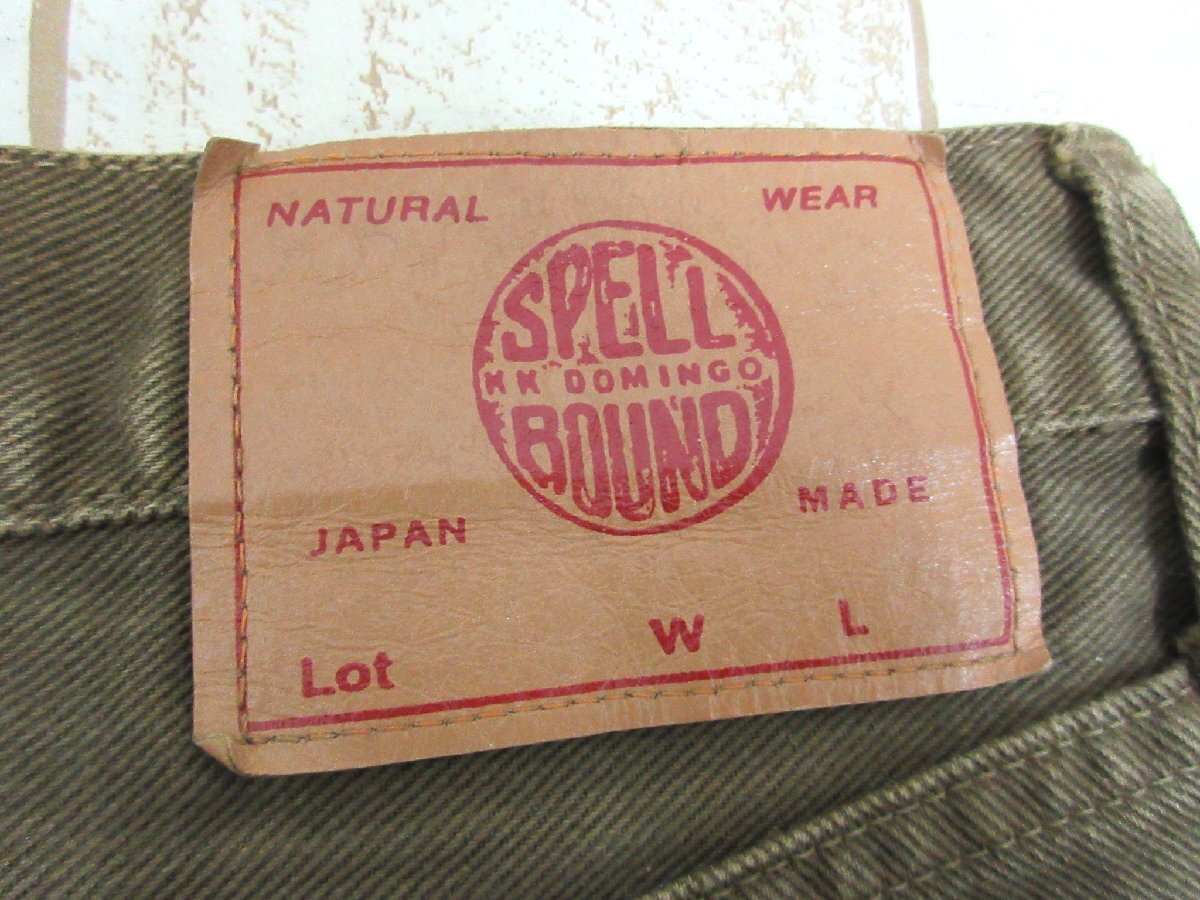 NATURAL WEAR
SPELL
KK DOMINGO
BOUND
JAPAN MADE
Lot W L